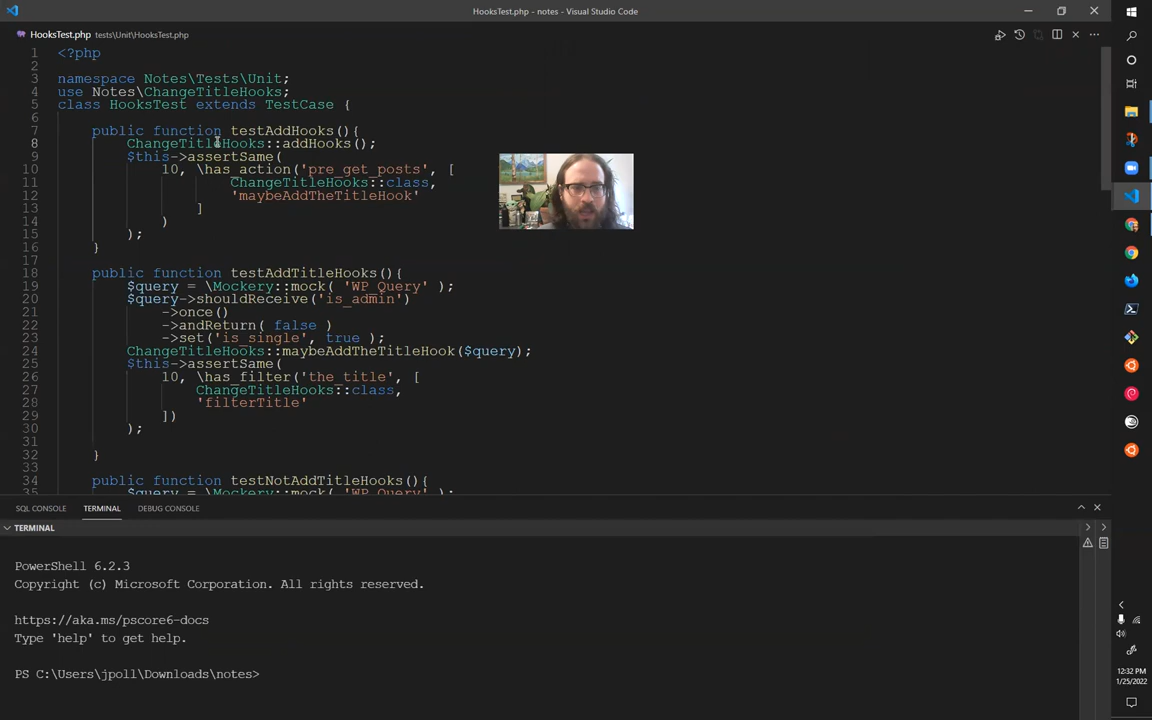 HooksTest.php - notes - Visual Studio Code
HooksTest.php tests\Unit\HooksTest.php
1 <?php
2
3 namespace Notes\Tests\Unit;
4 use Notes\ChangeTitleHooks;
5 class HooksTest extends TestCase {
6
7 public function testAddHooks(){
8 ChangeTitleHooks::addHooks();
9 $this->assertSame(
10 10, \has_action('pre_get_posts', [
11 ChangeTitleHooks::class,
12 'maybeAddTheTitleHook'
13 ]
14 )
15 );
16 }
17
18 public function testAddTitleHooks(){
19 $query = \Mockery::mock( 'WP_Query' );
20 $query->shouldReceive('is_admin')
21 ->once()
22 ->andReturn( false )
23 ->set('is_single', true );
24 ChangeTitleHooks::maybeAddTheTitleHook($query);
25 $this->assertSame(
26 10, \has_filter('the_title', [
27 ChangeTitleHooks::class,
28 'filterTitle'
29 ])
30 );
31
32 }
33
34 public function testNotAddTitleHooks(){
35 $query = \Mockery::mock( 'WP_Query' );
SQL CONSOLE TERMINAL DEBUG CONSOLE
TERMINAL
PowerShell 6.2.3
Copyright (c) Microsoft Corporation. All rights reserved.
https://aka.ms/pscore6-docs
Type 'help' to get help.
PS C:\Users\jpoll\Downloads\notes>
12:32 PM
1/25/2022